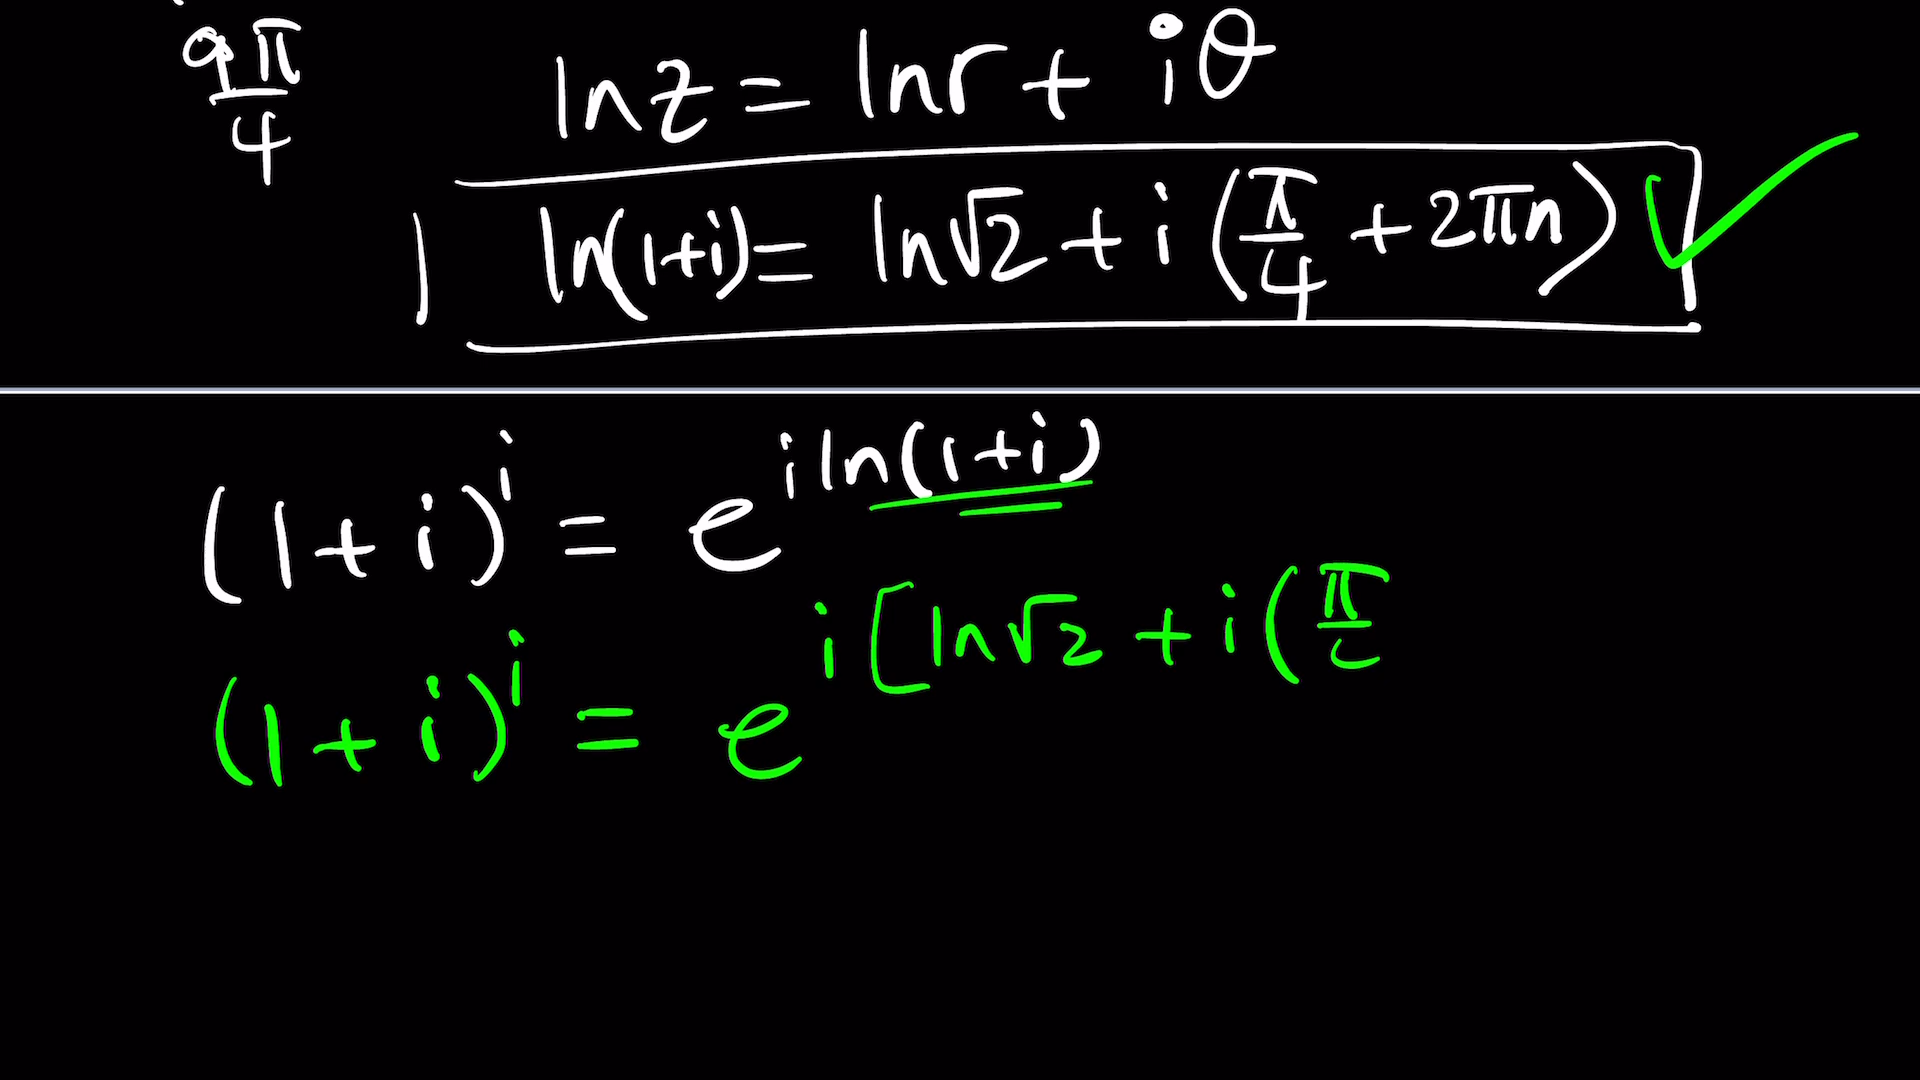 9π/4
ln z = ln r + iθ
ln(1+i) = ln√2 + i(π/4 + 2πn)
(1+i)^i = e^(i ln(1+i))
(1+i)^i = e^(i[ln√2 + i(π/